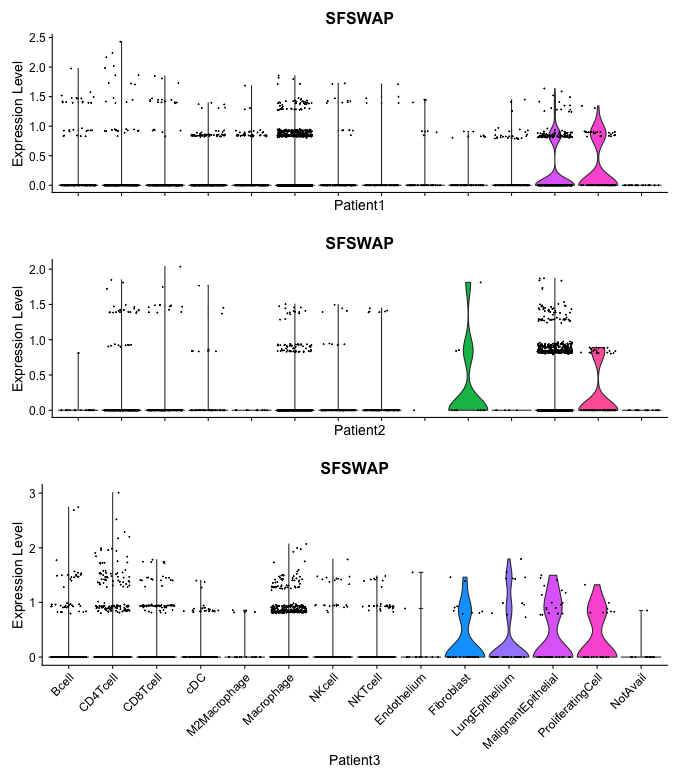 SFSWAP
Expression Level
2.5
2.0
1.5
1.0
0.5
0.0
Patient1
SFSWAP
Expression Level
2.0
1.5
1.0
0.5
0.0
Patient2
SFSWAP
Expression Level
3
2
1
0
Bcell
CD4Tcell
CD8Tcell
cDC
M2Macrophage
Macrophage
NKcell
NKTcell
Endothelium
Fibroblast
LungEpithelium
MalignantEpithelial
ProliferatingCell
NotAvail
Patient3